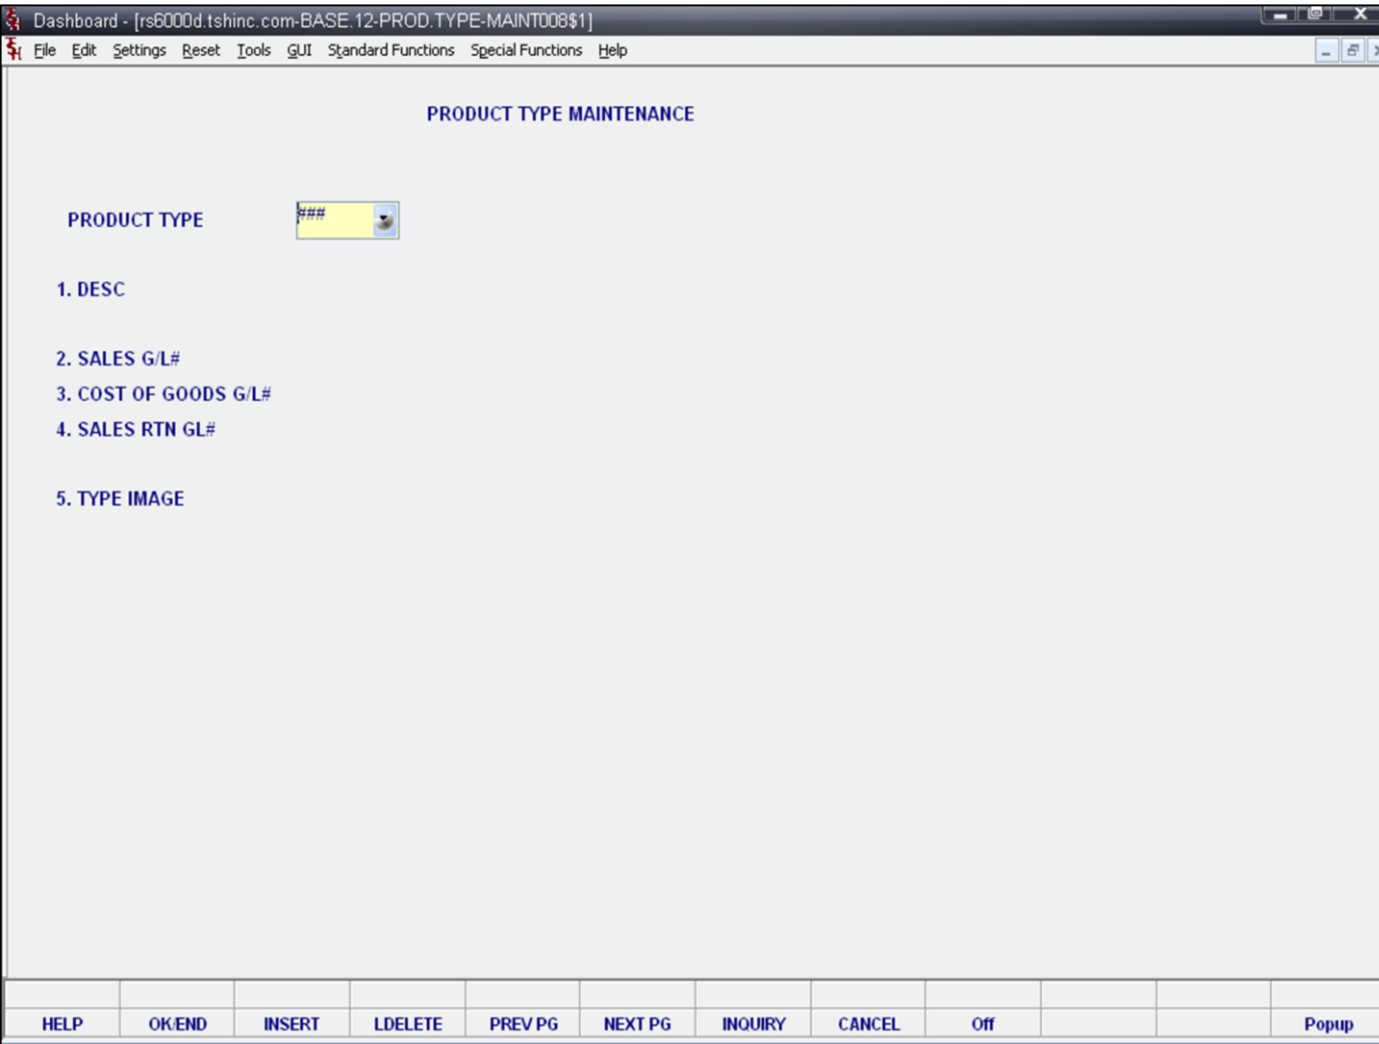 Dashboard - [rs6000d.tshinc.com-BASE.12-PROD.TYPE-MAINT008$1]
File Edit Settings Reset Tools GUI Standard Functions Special Functions Help
PRODUCT TYPE MAINTENANCE
PRODUCT TYPE ###
1. DESC
2. SALES G/L#
3. COST OF GOODS G/L#
4. SALES RTN GL#
5. TYPE IMAGE
HELP OK/END INSERT LDELETE PREV PG NEXT PG INQUIRY CANCEL Off Popup